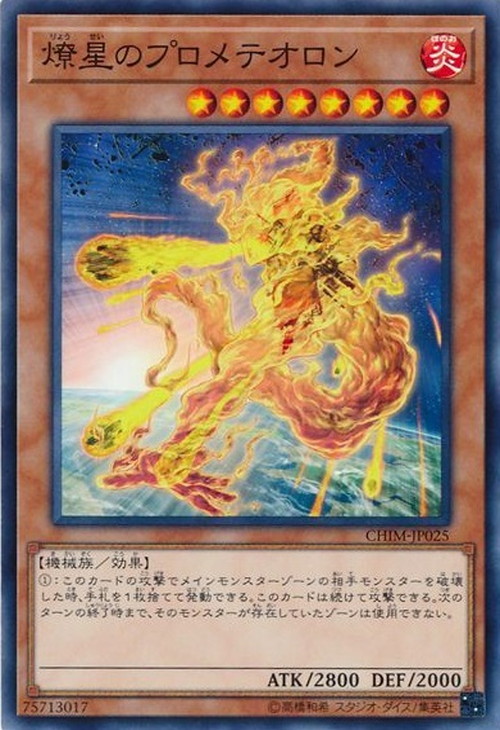 燎星のプロメテオロン
炎
CHIM-JP025
【機械族/効果】
①:このカードの攻撃でメインモンスターゾーンの相手モンスターを破壊
した時、手札を1枚捨てて発動できる。このカードは続けて攻撃できる。次の
ターンの終了時まで、そのモンスターが存在していたゾーンは使用できない。
ATK/2800 DEF/2000
75713017
©高橋和希 スタジオ・ダイス/集英社